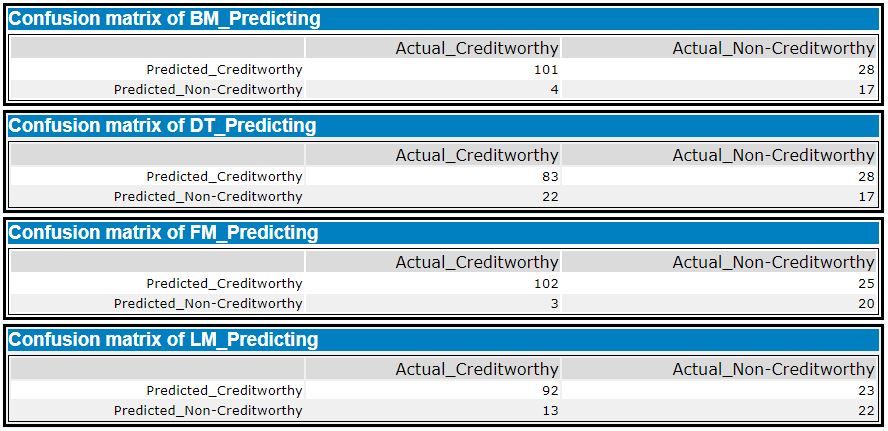 Confusion matrix of BM_Predicting
Actual_Creditworthy Actual_Non-Creditworthy
Predicted_Creditworthy 101 28
Predicted_Non-Creditworthy 4 17
Confusion matrix of DT_Predicting
Actual_Creditworthy Actual_Non-Creditworthy
Predicted_Creditworthy 83 28
Predicted_Non-Creditworthy 22 17
Confusion matrix of FM_Predicting
Actual_Creditworthy Actual_Non-Creditworthy
Predicted_Creditworthy 102 25
Predicted_Non-Creditworthy 3 20
Confusion matrix of LM_Predicting
Actual_Creditworthy Actual_Non-Creditworthy
Predicted_Creditworthy 92 23
Predicted_Non-Creditworthy 13 22